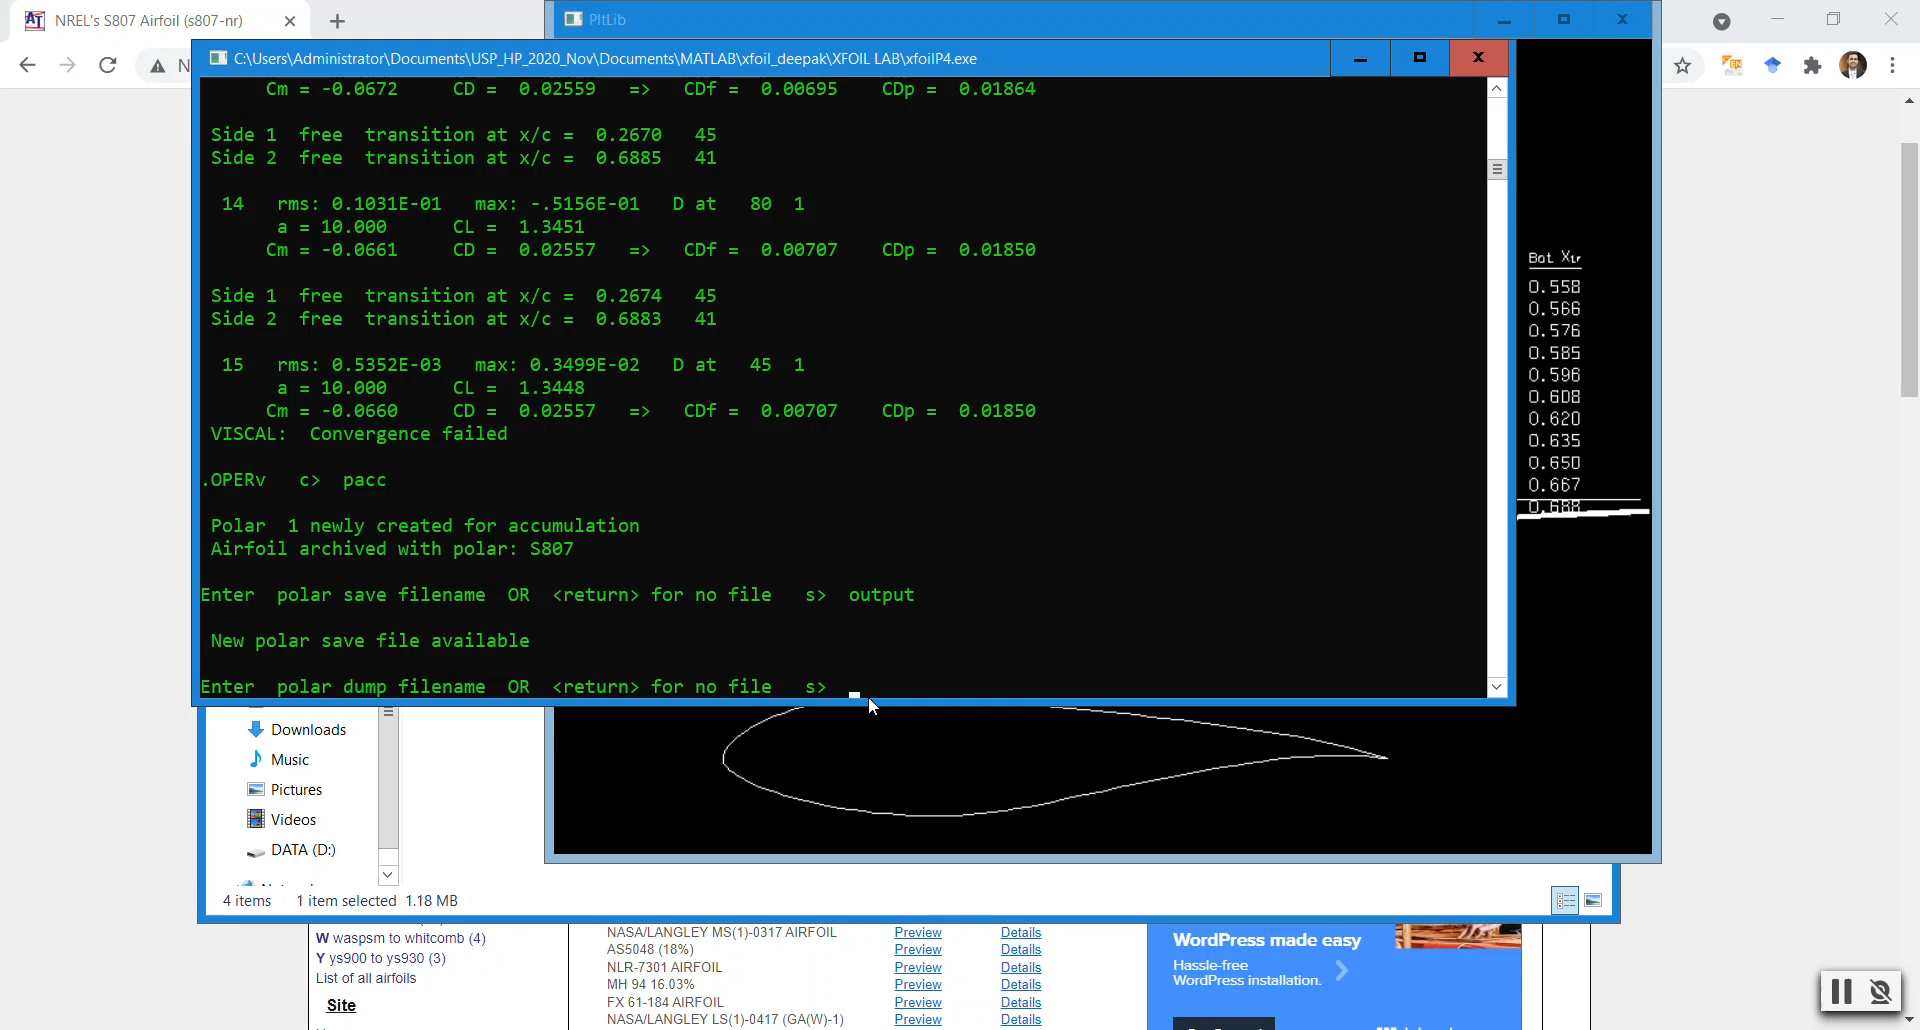 NREL's S807 Airfoil (s807-nr)
PltLib
C:\Users\Administrator\Documents\USP_HP_2020_Nov\Documents\MATLAB\xfoil_deepak\XFOIL LAB\xfoilP4.exe
N
EN
Cm = -0.0672 CD = 0.02559 => CDf = 0.00695 CDp = 0.01864
Side 1 free transition at x/c = 0.2670 45
Side 2 free transition at x/c = 0.6885 41
14 rms: 0.1031E-01 max: -.5156E-01 D at 80 1
a = 10.000 CL = 1.3451
Cm = -0.0661 CD = 0.02557 => CDf = 0.00707 CDp = 0.01850
Side 1 free transition at x/c = 0.2674 45
Side 2 free transition at x/c = 0.6883 41
15 rms: 0.5352E-03 max: 0.3499E-02 D at 45 1
a = 10.000 CL = 1.3448
Cm = -0.0660 CD = 0.02557 => CDf = 0.00707 CDp = 0.01850
VISCAL: Convergence failed
.OPERv c> pacc
Polar 1 newly created for accumulation
Airfoil archived with polar: S807
Enter polar save filename OR <return> for no file s> output
New polar save file available
Enter polar dump filename OR <return> for no file s>
Bot Xtr
0.558
0.566
0.576
0.585
0.596
0.608
0.620
0.635
0.650
0.667
0.688
Downloads
Music
Pictures
Videos
DATA (D:)
4 items 1 item selected 1.18 MB
W waspsm to whitcomb (4)
Y ys900 to ys930 (3)
List of all airfoils
Site
NASA/LANGLEY MS(1)-0317 AIRFOIL Preview Details
AS5048 (18%) Preview Details
NLR-7301 AIRFOIL Preview Details
MH 94 16.03% Preview Details
FX 61-184 AIRFOIL Preview Details
NASA/LANGLEY LS(1)-0417 (GA(W)-1) Preview Details
WordPress made easy
Hassle-free
WordPress installation.